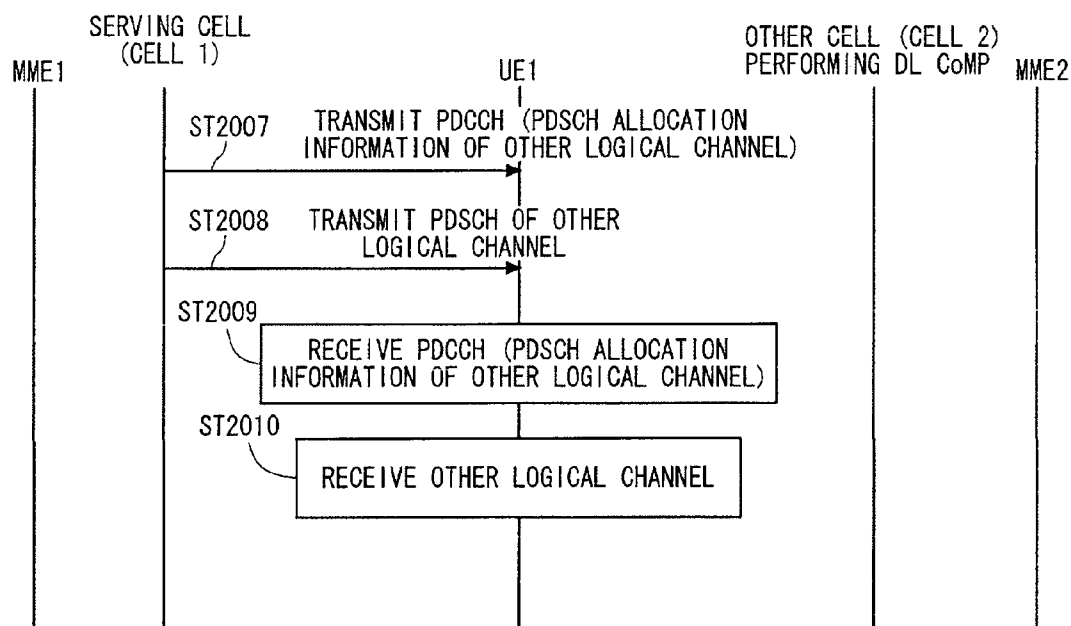 SERVING CELL
(CELL 1)
OTHER CELL (CELL 2)
PERFORMING DL CoMP
MME1
UE1
MME2
ST2007
TRANSMIT PDCCH (PDSCH ALLOCATION
INFORMATION OF OTHER LOGICAL CHANNEL)
ST2008
TRANSMIT PDSCH OF OTHER
LOGICAL CHANNEL
ST2009
RECEIVE PDCCH (PDSCH ALLOCATION
INFORMATION OF OTHER LOGICAL CHANNEL)
ST2010
RECEIVE OTHER LOGICAL CHANNEL